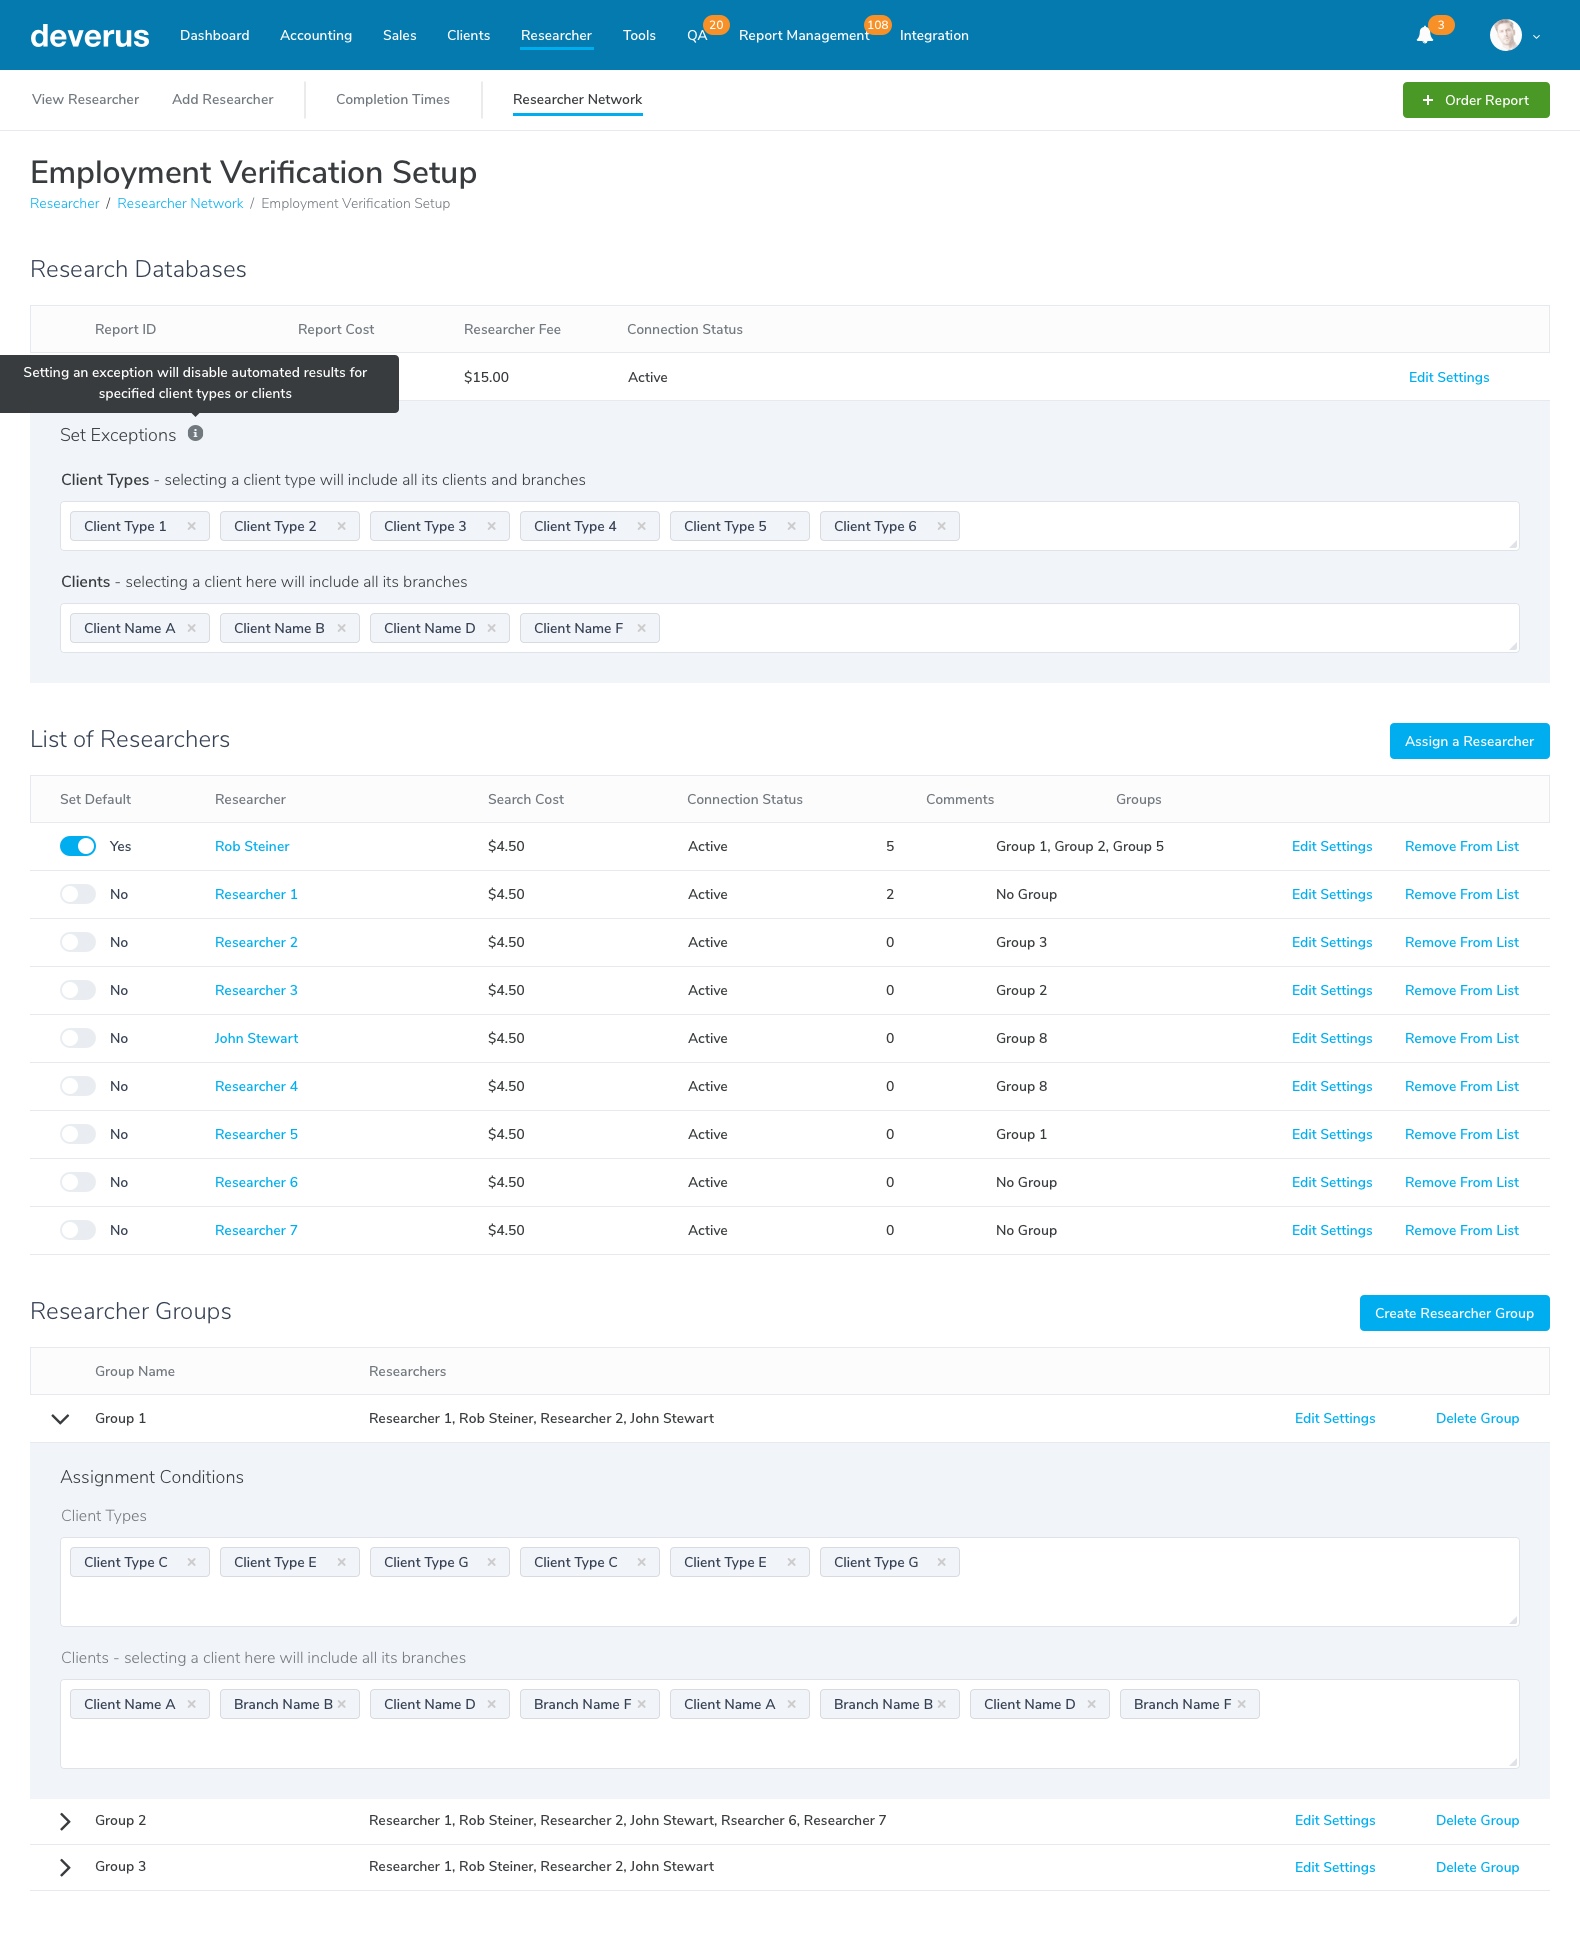 deverus Dashboard Accounting Sales Clients Researcher Tools QA 20 Report Management 108 Integration 3
View Researcher Add Researcher Completion Times Researcher Network + Order Report
Employment Verification Setup
Researcher / Researcher Network / Employment Verification Setup
Research Databases
Report ID Report Cost Researcher Fee Connection Status
Setting an exception will disable automated results for
specified client types or clients
$15.00 Active Edit Settings
Set Exceptions i
Client Types - selecting a client type will include all its clients and branches
Client Type 1 × Client Type 2 × Client Type 3 × Client Type 4 × Client Type 5 × Client Type 6 ×
Clients - selecting a client here will include all its branches
Client Name A × Client Name B × Client Name D × Client Name F ×
List of Researchers Assign a Researcher
Set Default Researcher Search Cost Connection Status Comments Groups
Yes Rob Steiner $4.50 Active 5 Group 1, Group 2, Group 5 Edit Settings Remove From List
No Researcher 1 $4.50 Active 2 No Group Edit Settings Remove From List
No Researcher 2 $4.50 Active 0 Group 3 Edit Settings Remove From List
No Researcher 3 $4.50 Active 0 Group 2 Edit Settings Remove From List
No John Stewart $4.50 Active 0 Group 8 Edit Settings Remove From List
No Researcher 4 $4.50 Active 0 Group 8 Edit Settings Remove From List
No Researcher 5 $4.50 Active 0 Group 1 Edit Settings Remove From List
No Researcher 6 $4.50 Active 0 No Group Edit Settings Remove From List
No Researcher 7 $4.50 Active 0 No Group Edit Settings Remove From List
Researcher Groups Create Researcher Group
Group Name Researchers
Group 1 Researcher 1, Rob Steiner, Researcher 2, John Stewart Edit Settings Delete Group
Assignment Conditions
Client Types
Client Type C × Client Type E × Client Type G × Client Type C × Client Type E × Client Type G ×
Clients - selecting a client here will include all its branches
Client Name A × Branch Name B × Client Name D × Branch Name F × Client Name A × Branch Name B × Client Name D × Branch Name F ×
Group 2 Researcher 1, Rob Steiner, Researcher 2, John Stewart, Rsearcher 6, Researcher 7 Edit Settings Delete Group
Group 3 Researcher 1, Rob Steiner, Researcher 2, John Stewart Edit Settings Delete Group